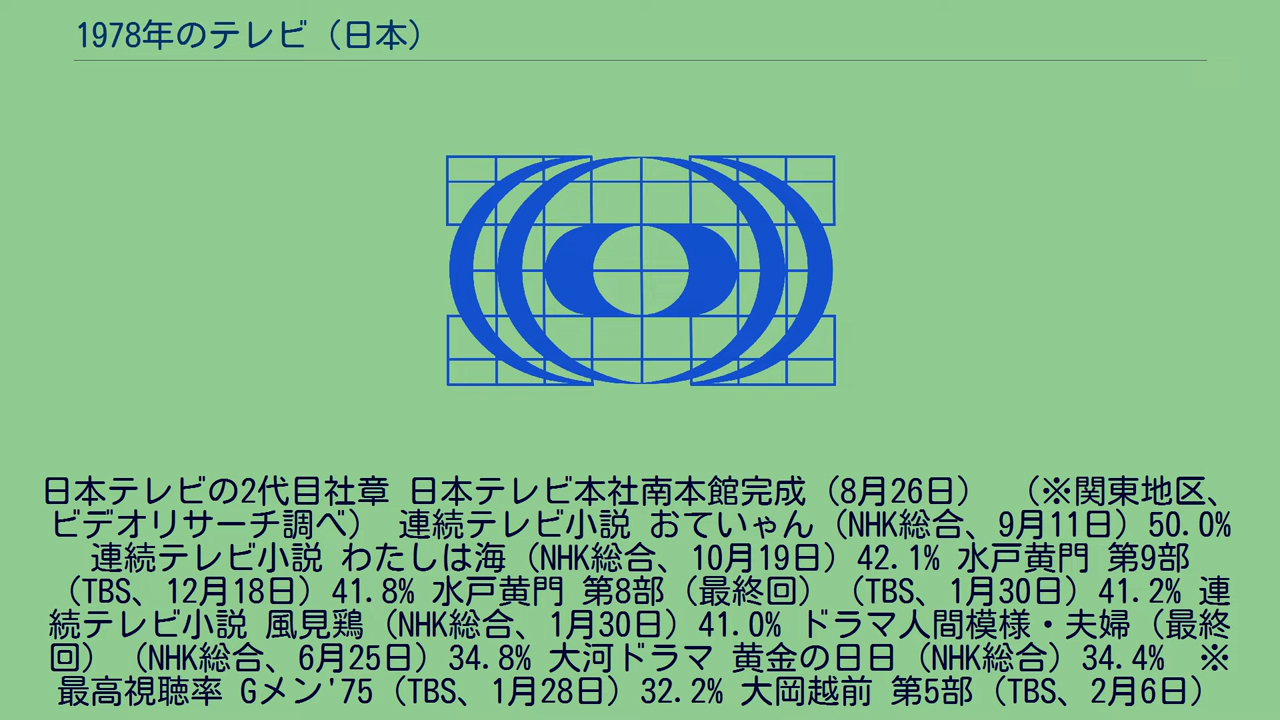 1978年のテレビ（日本）
日本テレビの2代目社章 日本テレビ本社南本館完成（8月26日）　（※関東地区、
ビデオリサーチ調べ） 連続テレビ小説 おていゃん（NHK総合、9月11日）50.0%
連続テレビ小説 わたしは海（NHK総合、10月19日）42.1% 水戸黄門 第9部
（TBS、12月18日）41.8% 水戸黄門 第8部（最終回）（TBS、1月30日）41.2% 連
続テレビ小説 風見鶏（NHK総合、1月30日）41.0% ドラマ人間模様・夫婦（最終
回）（NHK総合、6月25日）34.8% 大河ドラマ 黄金の日日（NHK総合）34.4%　※
最高視聴率 Gメン'75（TBS、1月28日）32.2% 大岡越前 第5部（TBS、2月6日）